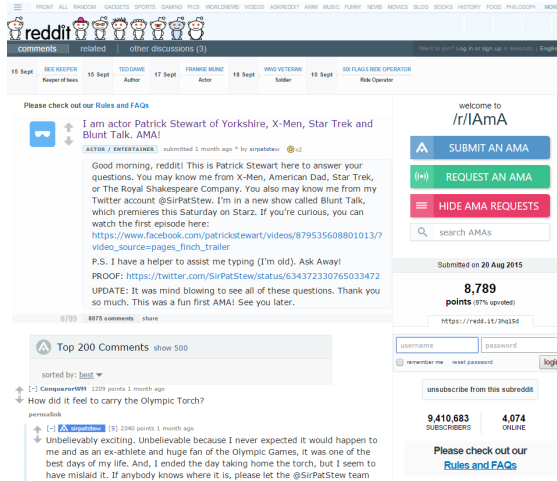 FRONT ALL RANDOM GADGETS SPORTS GAMING PICS WORLDNEWS VIDEOS ASKREDDIT AWW MUSIC FUNNY NEWS MOVIES BLOG BOOKS HISTORY FOOD PHILOSOPH MOR
reddit
comments related other discussions (3)
Want to join? Log in or sign up in seconds. | Engli
15 Sept BEE KEEPER Keeper of bees
15 Sept TED DAWE Author
17 Sept FRANKIE MUNIZ Actor
18 Sept WW2 VETERAN Soldier
19 Sept SIX FLAGS RIDE OPERATOR Ride Operator
Please check out our Rules and FAQs
I am actor Patrick Stewart of Yorkshire, X-Men, Star Trek and
Blunt Talk. AMA!
ACTOR / ENTERTAINER submitted 1 month ago * by sirpatstew x2
Good morning, reddit! This is Patrick Stewart here to answer your
questions. You may know me from X-Men, American Dad, Star Trek,
or The Royal Shakespeare Company. You also may know me from my
Twitter account @SirPatStew. I'm in a new show called Blunt Talk,
which premieres this Saturday on Starz. If you're curious, you can
watch the first episode here:
https://www.facebook.com/patrickstewart/videos/879535608801013/?
video_source=pages_finch_trailer
P.S. I have a helper to assist me typing (I'm old). Ask Away!
PROOF: https://twitter.com/SirPatStew/status/634372330765033472
UPDATE: It was mind blowing to see all of these questions. Thank you
so much. This was a fun first AMA! See you later.
8789 8075 comments share
Top 200 Comments show 500
sorted by: best
[-] ConquerorWM 1209 points 1 month ago
How did it feel to carry the Olympic Torch?
permalink
[-] sirpatstew [S] 2340 points 1 month ago
Unbelievably exciting. Unbelievable because I never expected it would happen to
me and as an ex-athlete and huge fan of the Olympic Games, it was one of the
best days of my life. And, I ended the day taking home the torch, but I seem to
have mislaid it. If anybody knows where it is, please let the @SirPatStew team
welcome to
/r/IAmA
SUBMIT AN AMA
REQUEST AN AMA
HIDE AMA REQUESTS
search AMAs
Submitted on 20 Aug 2015
8,789
points (97% upvoted)
https://redd.it/3hq15d
username password
remember me reset password login
unsubscribe from this subreddit
9,410,683 4,074
SUBSCRIBERS ONLINE
Please check out our
Rules and FAQs